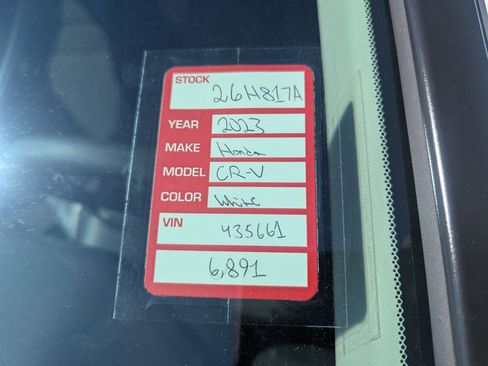 STOCK
26H817A
YEAR 2023
MAKE Honda
MODEL CR-V
COLOR White
VIN
435661
6,891